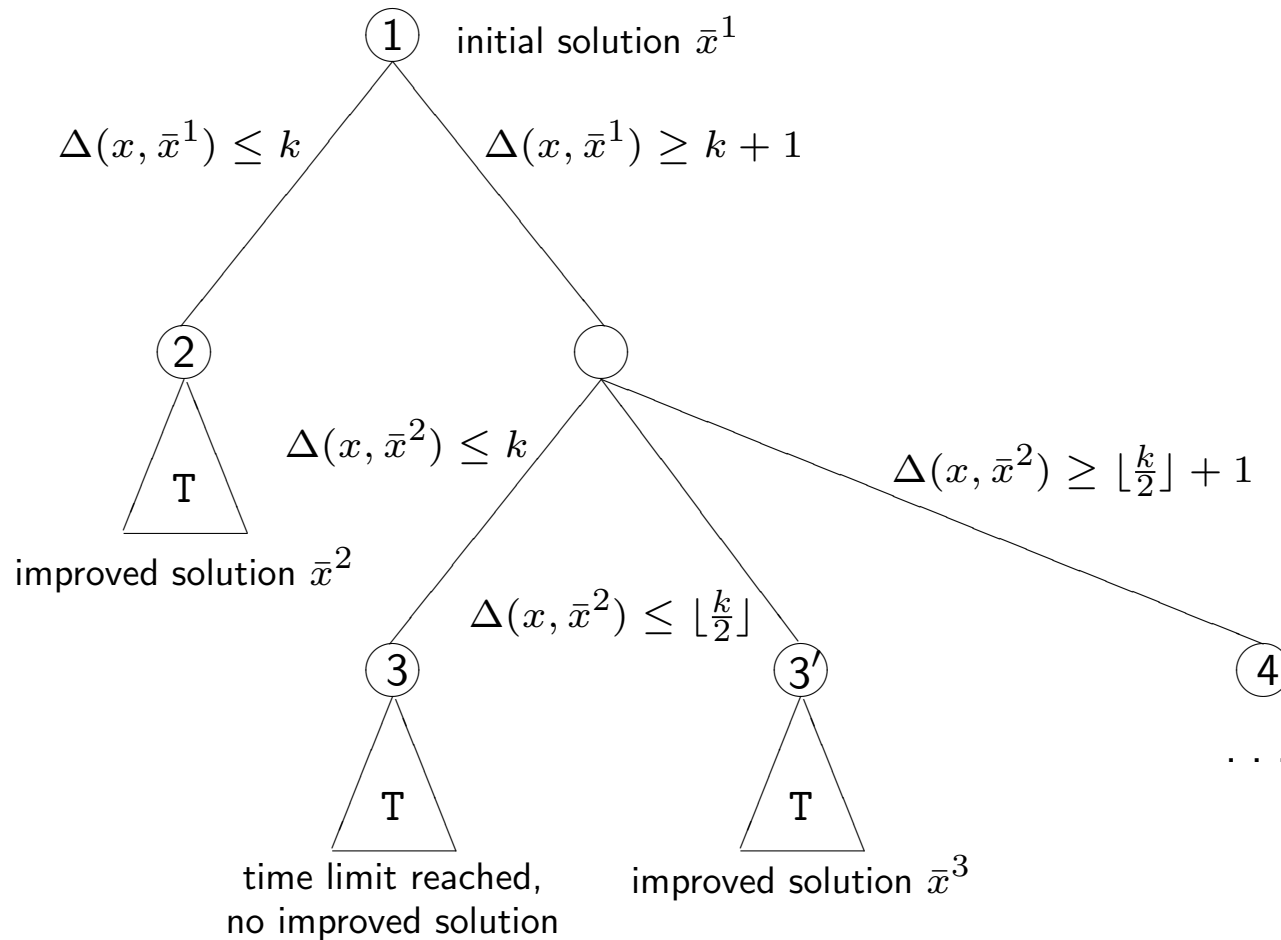 1 initial solution x̄¹
Δ(x, x̄¹) ≤ k
Δ(x, x̄¹) ≥ k + 1
2
T
improved solution x̄²
Δ(x, x̄²) ≤ k
Δ(x, x̄²) ≥ ⌊k/2⌋ + 1
Δ(x, x̄²) ≤ ⌊k/2⌋
3
3′
4
T
T
. . .
time limit reached,
no improved solution
improved solution x̄³